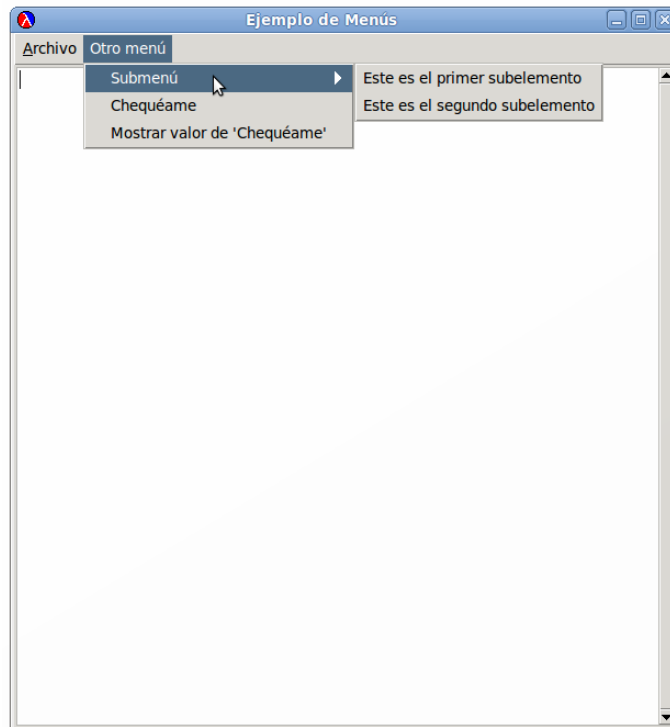 Ejemplo de Menús
Archivo Otro menú
Submenú
Chequéame
Mostrar valor de 'Chequéame'
Este es el primer subelemento
Este es el segundo subelemento